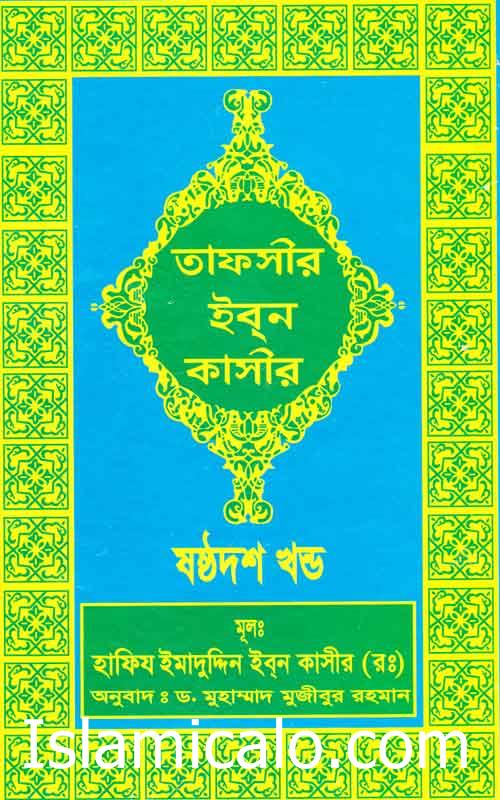 তাফসীর
ইব্‌ন
কাসীর
ষষ্ঠদশ খন্ড
মূলঃ
হাফিয ইমাদুদ্দিন ইব্‌ন কাসীর (রঃ)
অনুবাদ ঃ ড. মুহাম্মাদ মুজীবুর রহমান
Islamicalo.com